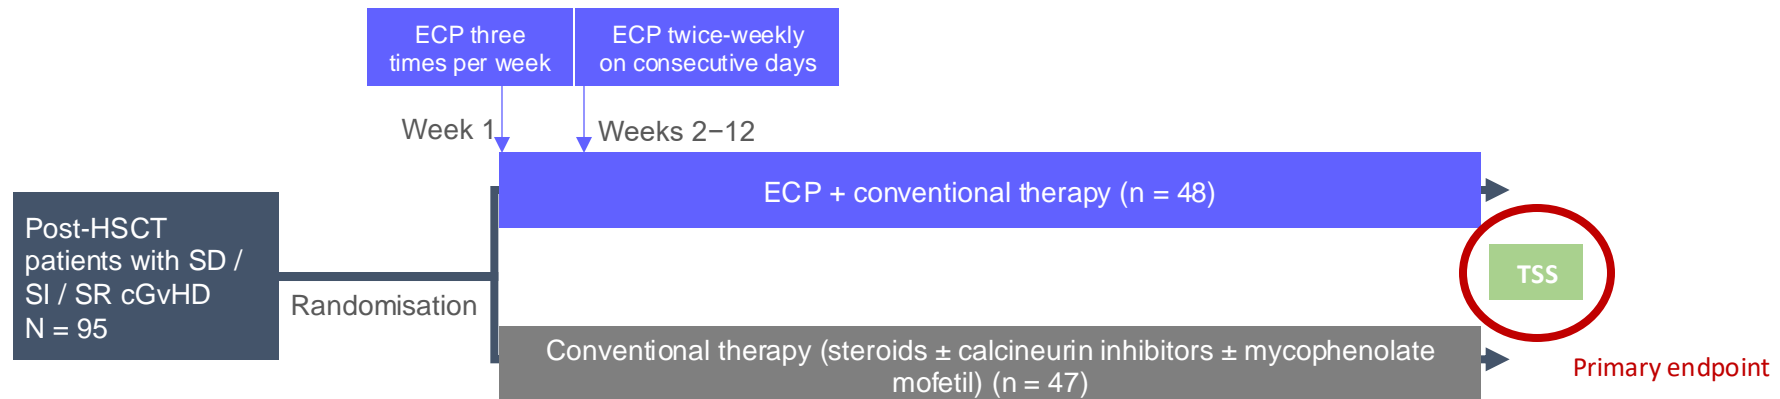 ECP three
times per week
ECP twice-weekly
on consecutive days
Week 1
Weeks 2−12
ECP + conventional therapy (n = 48)
Post-HSCT
patients with SD /
SI / SR cGvHD
N = 95
Randomisation
TSS
Conventional therapy (steroids ± calcineurin inhibitors ± mycophenolate
mofetil) (n = 47)
Primary endpoint